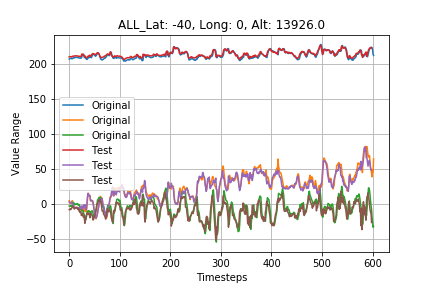 ALL_Lat: -40, Long: 0, Alt: 13926.0
Value Range
200
150
100
50
0
−50
Original
Original
Original
Test
Test
Test
0
100
200
300
400
500
600
Timesteps